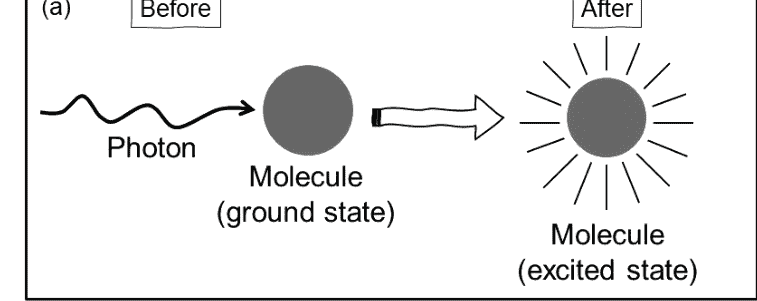 (a)
Before
After
Photon
Molecule
(ground state)
Molecule
(excited state)